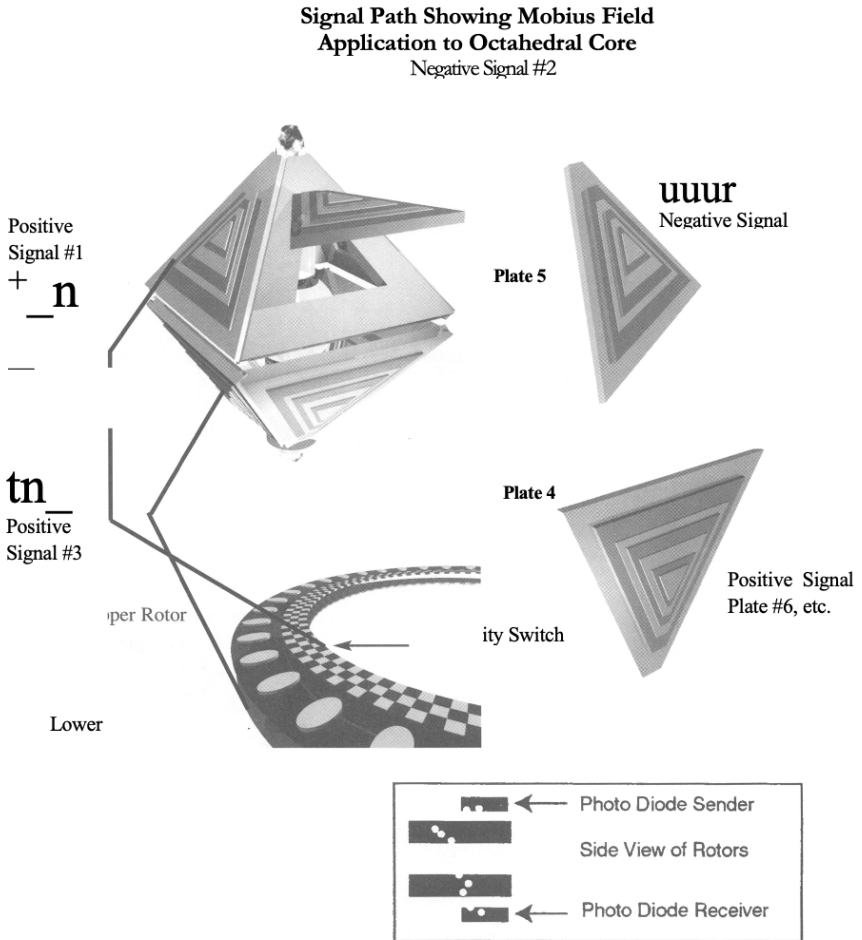 Signal Path Showing Mobius Field
Application to Octahedral Core
Negative Signal #2
uuur
Negative Signal
Positive
Signal #1
+_n
Plate 5
—
tn_
Positive
Signal #3
Plate 4
Positive Signal
Plate #6, etc.
per Rotor
ity Switch
Lower
Photo Diode Sender
Side View of Rotors
Photo Diode Receiver